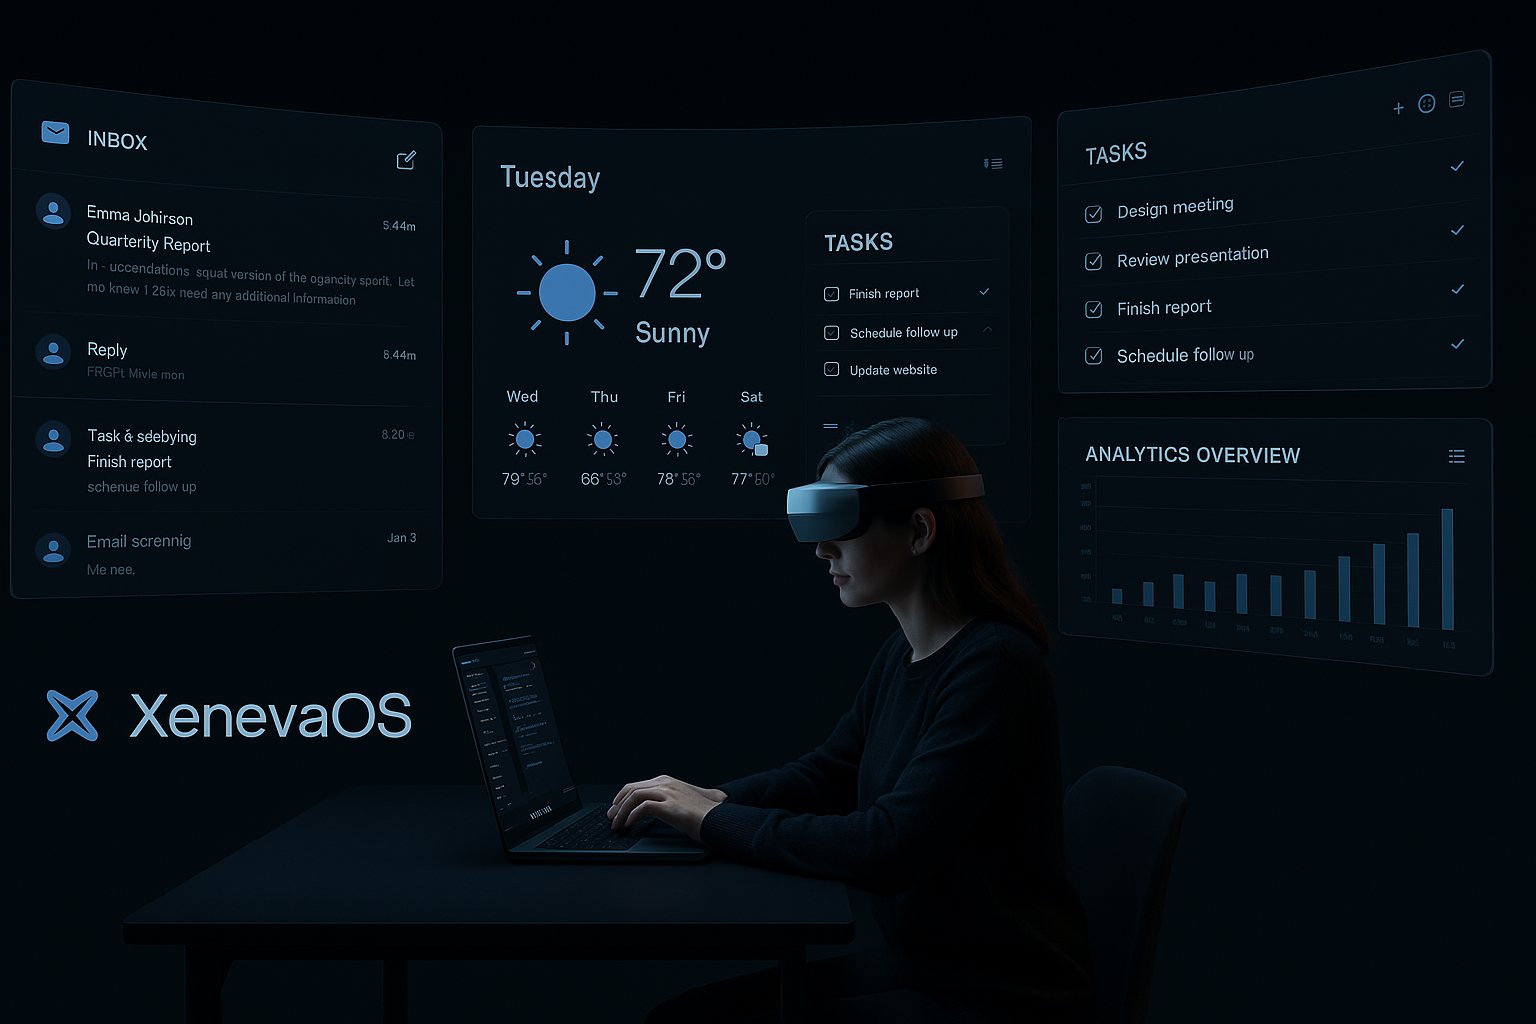 INBOX
Emma Johirson
5.44m
Quarterity Report
In - uccendations squat version of the ogancity sporit. Let
mo knew 1 26ix need any additional Information
Reply
6.44m
FRGPt Mivle mon
Task & séebying
8.20
Finish report
schenue follow up
Email scrennig
Jan 3
Me nee.
Tuesday
72°
Sunny
Wed Thu Fri Sat
79° 56° 66° 53° 78° 56° 77° 50°
TASKS
Finish report
Schedule follow up
Update website
TASKS
Design meeting
Review presentation
Finish report
Schedule follow up
ANALYTICS OVERVIEW
XenevaOS